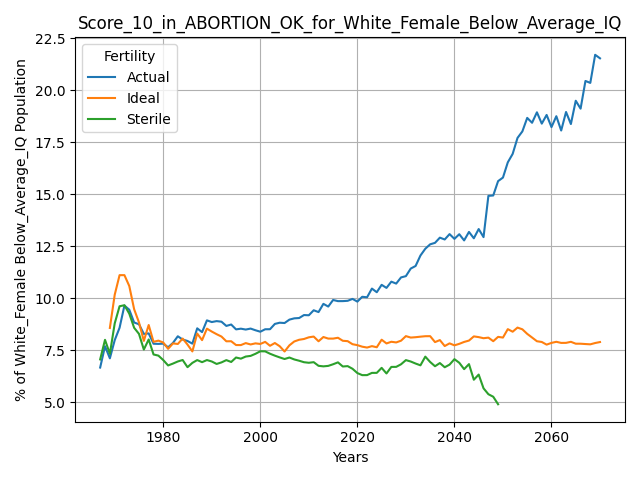 Score_10_in_ABORTION_OK_for_White_Female_Below_Average_IQ
% of White_Female Below_Average_IQ Population
22.5
20.0
17.5
15.0
12.5
10.0
7.5
5.0
Fertility
Actual
Ideal
Sterile
1980
2000
2020
2040
2060
Years